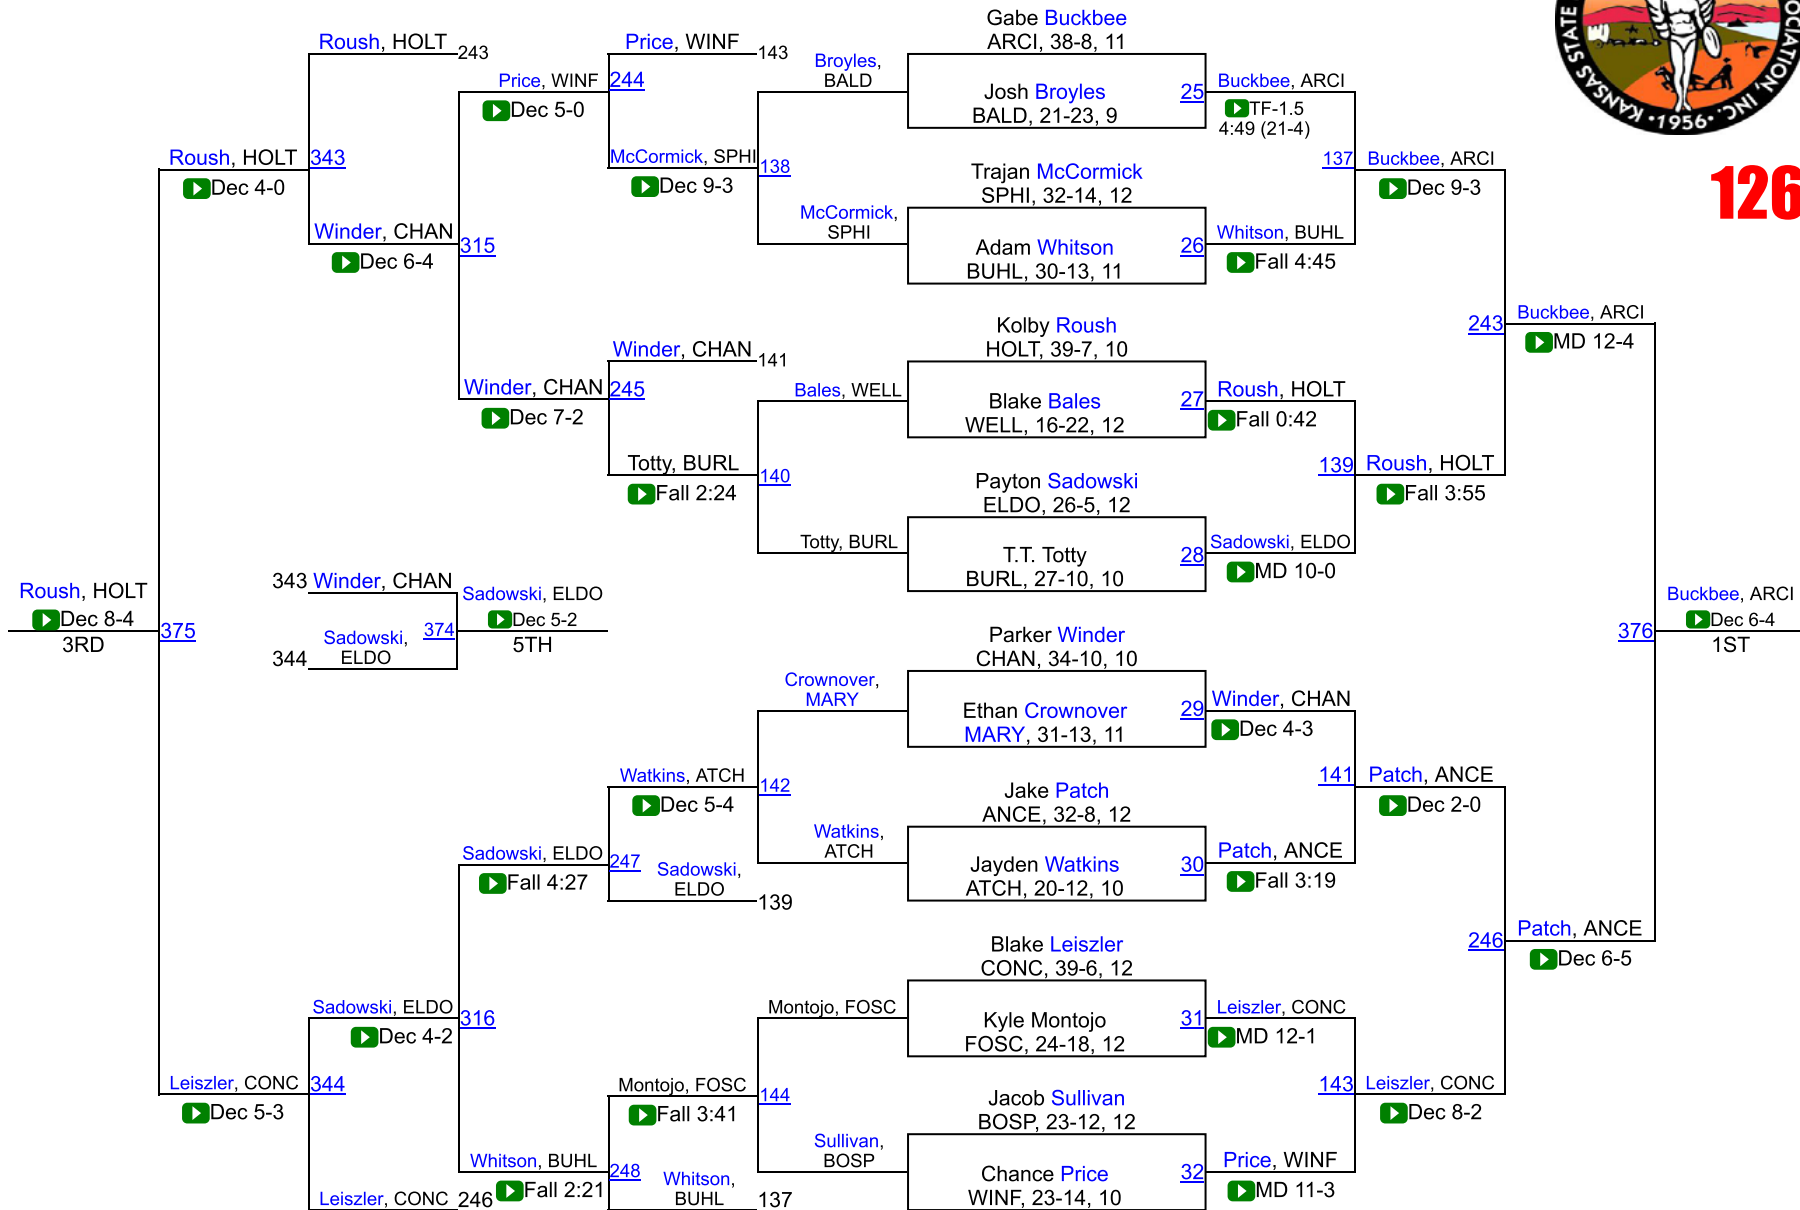 Roush, HOLT
243
Price, WINF
Dec 5-0
Roush, HOLT
343
Dec 4-0
Winder, CHAN
Dec 6-4
315
Winder, CHAN
Dec 7-2
Price, WINF
143
244
McCormick, SPHI
Dec 9-3
138
Winder, CHAN
141
245
Totty, BURL
Fall 2:24
140
Broyles,
BALD
McCormick,
SPHI
Bales, WELL
Totty, BURL
Gabe Buckbee
ARCI, 38-8, 11
Josh Broyles
BALD, 21-23, 9
25
Trajan McCormick
SPHI, 32-14, 12
Adam Whitson
BUHL, 30-13, 11
26
Kolby Roush
HOLT, 39-7, 10
Blake Bales
WELL, 16-22, 12
27
Payton Sadowski
ELDO, 26-5, 12
T.T. Totty
BURL, 27-10, 10
28
Buckbee, ARCI
TF-1.5
4:49 (21-4)
137
Whitson, BUHL
Fall 4:45
Buckbee, ARCI
Dec 9-3
Roush, HOLT
Fall 0:42
139
Sadowski, ELDO
MD 10-0
Roush, HOLT
Fall 3:55
243
Buckbee, ARCI
MD 12-4
KANSAS STATE
OCIATION, INC.
•1956•
126
Roush, HOLT
Dec 8-4
3RD
375
343
Winder, CHAN
344
Sadowski,
ELDO
374
Sadowski, ELDO
Dec 5-2
5TH
376
Buckbee, ARCI
Dec 6-4
1ST
Parker Winder
CHAN, 34-10, 10
Ethan Crownover
MARY, 31-13, 11
29
Jake Patch
ANCE, 32-8, 12
Jayden Watkins
ATCH, 20-12, 10
30
Blake Leiszler
CONC, 39-6, 12
Kyle Montojo
FOSC, 24-18, 12
31
Jacob Sullivan
BOSP, 23-12, 12
Chance Price
WINF, 23-14, 10
32
Crownover,
MARY
Watkins,
ATCH
Montojo, FOSC
Sullivan,
BOSP
Watkins, ATCH
Dec 5-4
142
247
Sadowski,
ELDO
139
Montojo, FOSC
Fall 3:41
144
248
Whitson,
BUHL
137
Sadowski, ELDO
Fall 4:27
Whitson, BUHL
Fall 2:21
Sadowski, ELDO
Dec 4-2
316
Leiszler, CONC
Dec 5-3
344
Leiszler, CONC
246
Winder, CHAN
Dec 4-3
141
Patch, ANCE
Fall 3:19
Patch, ANCE
Dec 2-0
Leiszler, CONC
MD 12-1
143
Price, WINF
MD 11-3
Leiszler, CONC
Dec 8-2
246
Patch, ANCE
Dec 6-5